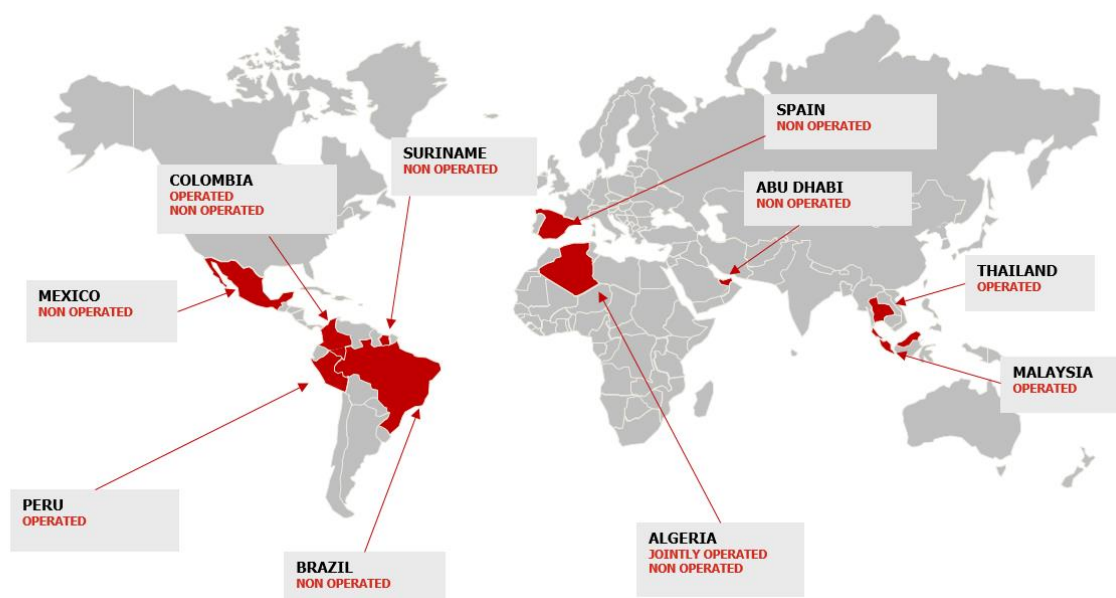 SPAIN
NON OPERATED
SURINAME
NON OPERATED
COLOMBIA
OPERATED
NON OPERATED
ABU DHABI
NON OPERATED
THAILAND
OPERATED
MEXICO
NON OPERATED
MALAYSIA
OPERATED
PERU
OPERATED
ALGERIA
JOINTLY OPERATED
NON OPERATED
BRAZIL
NON OPERATED